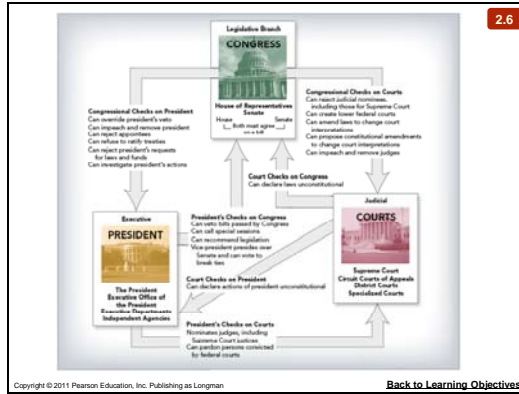 2.6
Legislative Branch
CONGRESS
House of Representatives
Senate
House Senate
(__ Both must agree __)
on a bill
Congressional Checks on President
Can override president's veto
Can impeach and remove president
Can reject appointees
Can refuse to ratify treaties
Can reject president's requests
for laws and funds
Can investigate president's actions
Congressional Checks on Courts
Can reject judicial nominees,
including those for Supreme Court
Can create lower federal courts
Can amend laws to change court
interpretations
Can propose constitutional amendments
to change court interpretations
Can impeach and remove judges
Court Checks on Congress
Can declare laws unconstitutional
Executive
PRESIDENT
The President
Executive Office of
the President
Executive Departments
Independent Agencies
President's Checks on Congress
Can veto bills passed by Congress
Can call special sessions
Can recommend legislation
Vice-president presides over
Senate and can vote to
break ties
Judicial
COURTS
Supreme Court
Circuit Courts of Appeals
District Courts
Specialized Courts
Court Checks on President
Can declare actions of president unconstitutional
President's Checks on Courts
Nominates judges, including
Supreme Court justices
Can pardon persons convicted
by federal courts
Copyright © 2011 Pearson Education, Inc. Publishing as Longman
Back to Learning Objectives